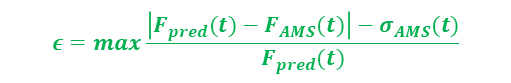 ϵ = max |F_pred(t) − F_AMS(t)| − σ_AMS(t) / F_pred(t)